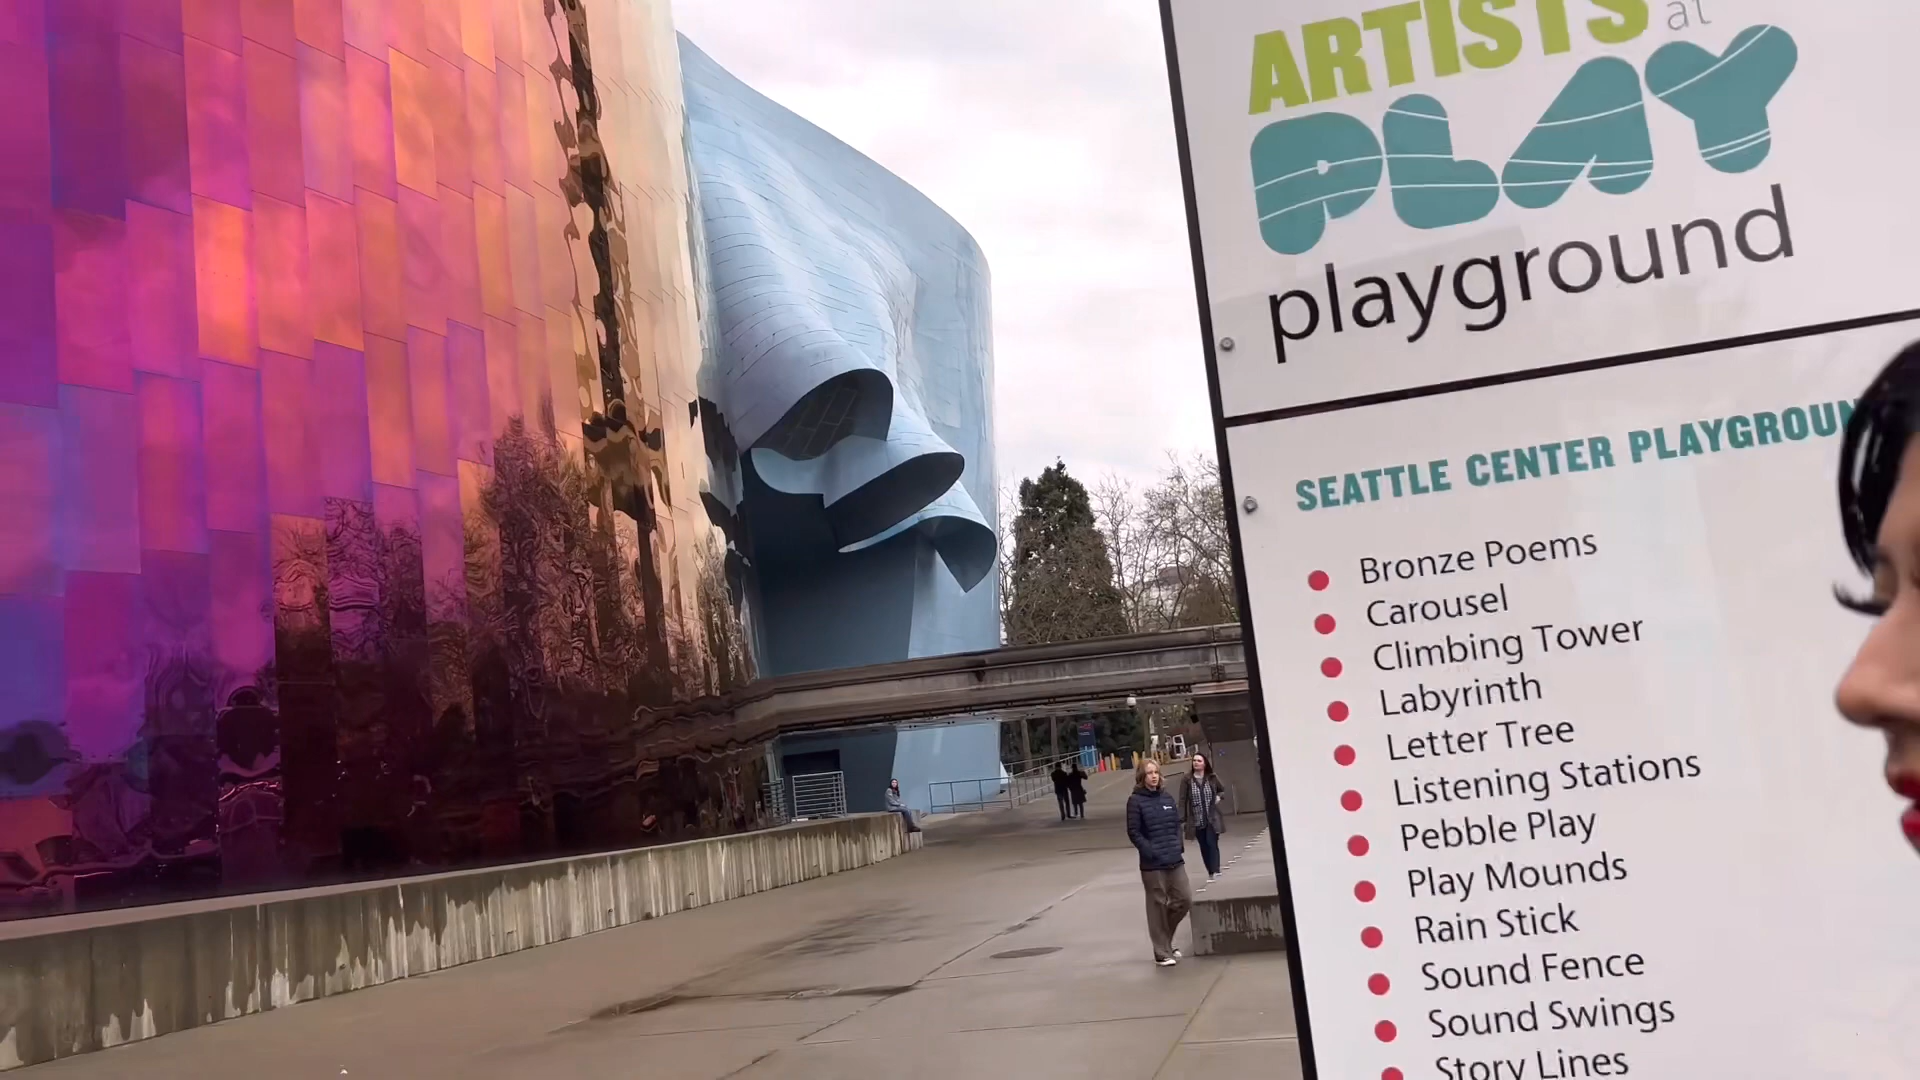 ARTISTS at
PLAY
playground
SEATTLE CENTER PLAYGROUN
Bronze Poems
Carousel
Climbing Tower
Labyrinth
Letter Tree
Listening Stations
Pebble Play
Play Mounds
Rain Stick
Sound Fence
Sound Swings
Story Lines